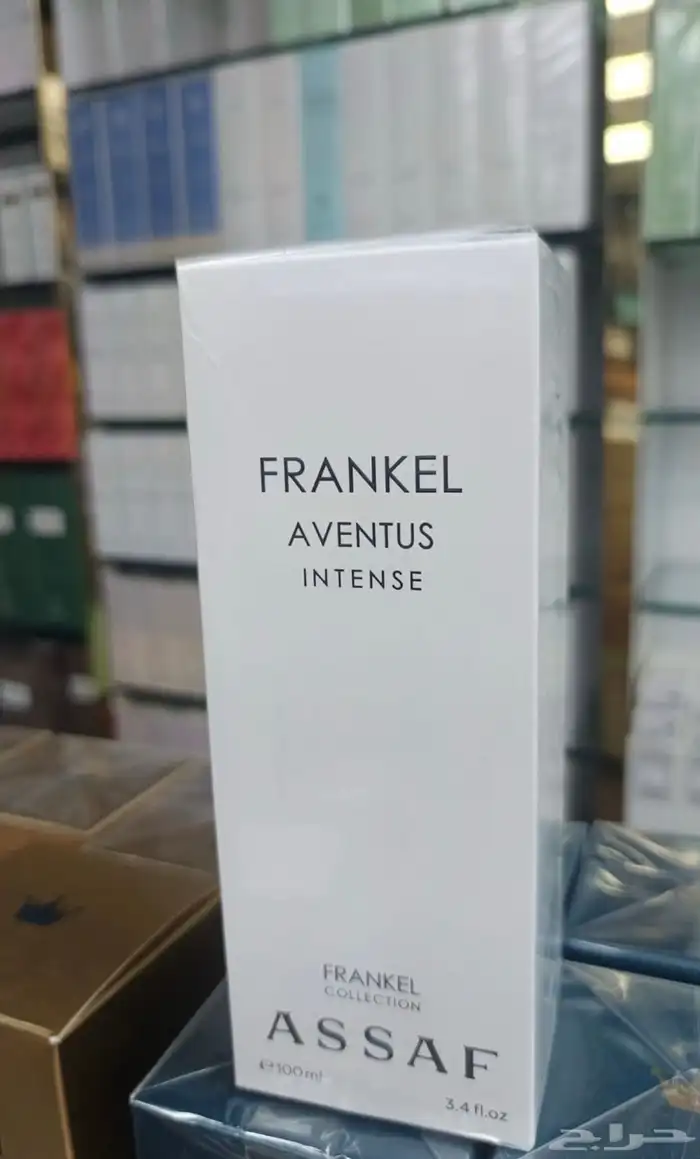 FRANKEL
AVENTUS
INTENSE
FRANKEL
COLLECTION
ASSAF
℮100ml
3.4 fl.oz
حراج